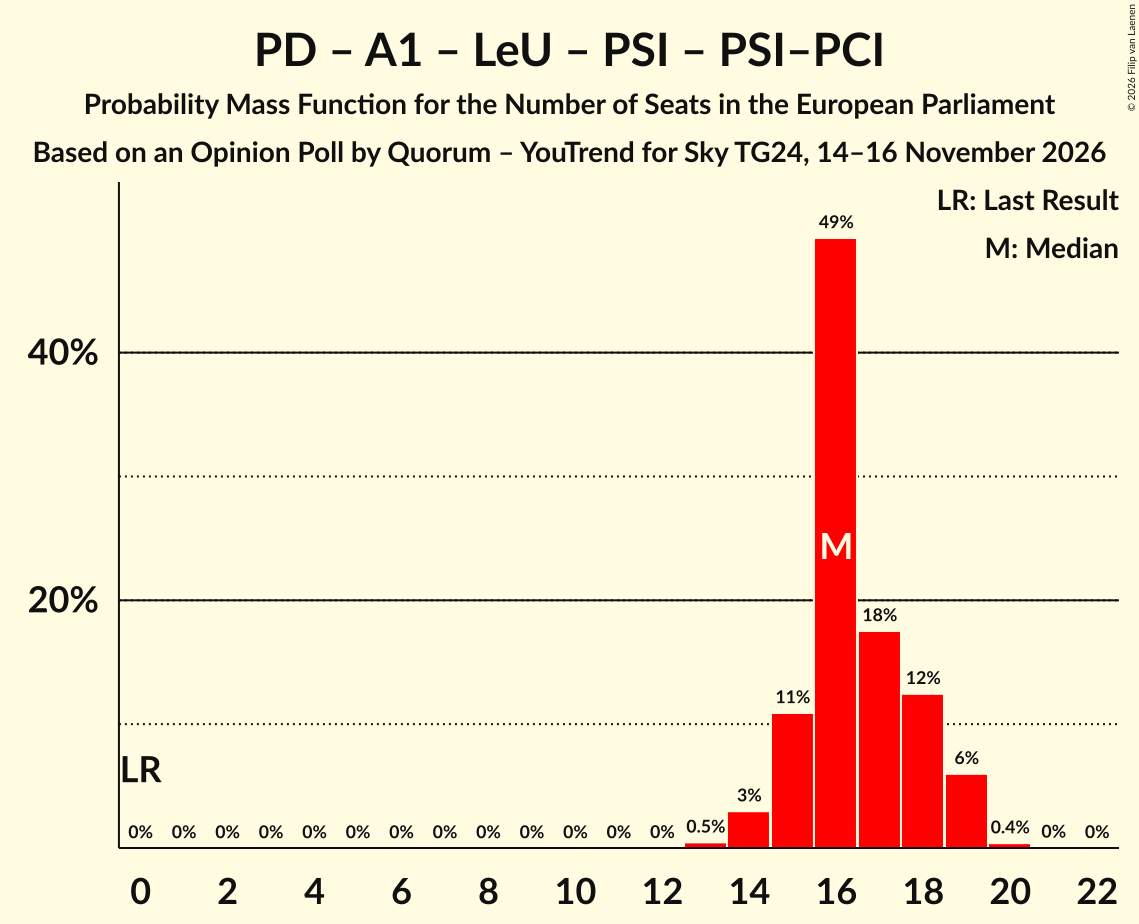 PD – A1 – LeU – PSI – PSI–PCI
Probability Mass Function for the Number of Seats in the European Parliament
Based on an Opinion Poll by Quorum – YouTrend for Sky TG24, 14–16 November 2026
© 2026 Filip van Laenen
LR: Last Result
M: Median
49%
40%
M
20%
18%
12%
11%
LR
6%
3%
0% 0% 0% 0% 0% 0% 0% 0% 0% 0% 0% 0% 0% 0.5% 0.4% 0% 0%
0 2 4 6 8 10 12 14 16 18 20 22